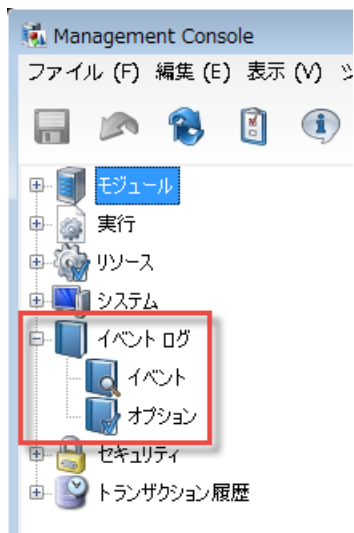 Management Console
ファイル (F) 編集 (E) 表示 (V)
モジュール
実行
リソース
システム
イベント ログ
イベント
オプション
セキュリティ
トランザクション履歴